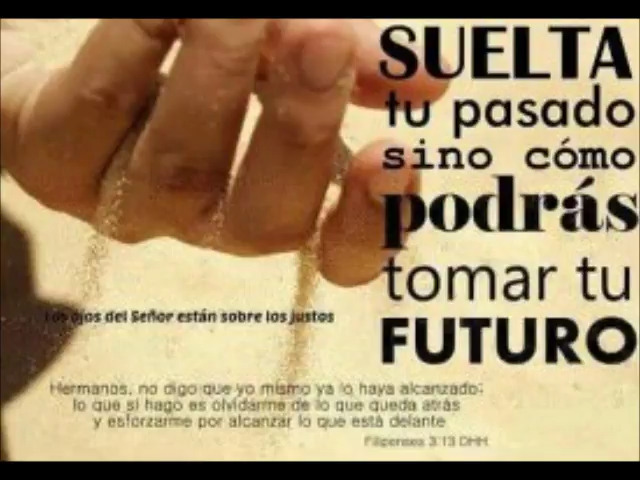 SUELTA
tu pasado
sino cómo
podrás
tomar tu
FUTURO
Los ojos del Señor están sobre los justos
Hermanos, no digo que yo mismo ya lo haya alcanzado;
lo que si hago es olvidarme de lo que queda atrás
y esforzarme por alcanzar lo que está delante
Filipenses 3:13 DHH